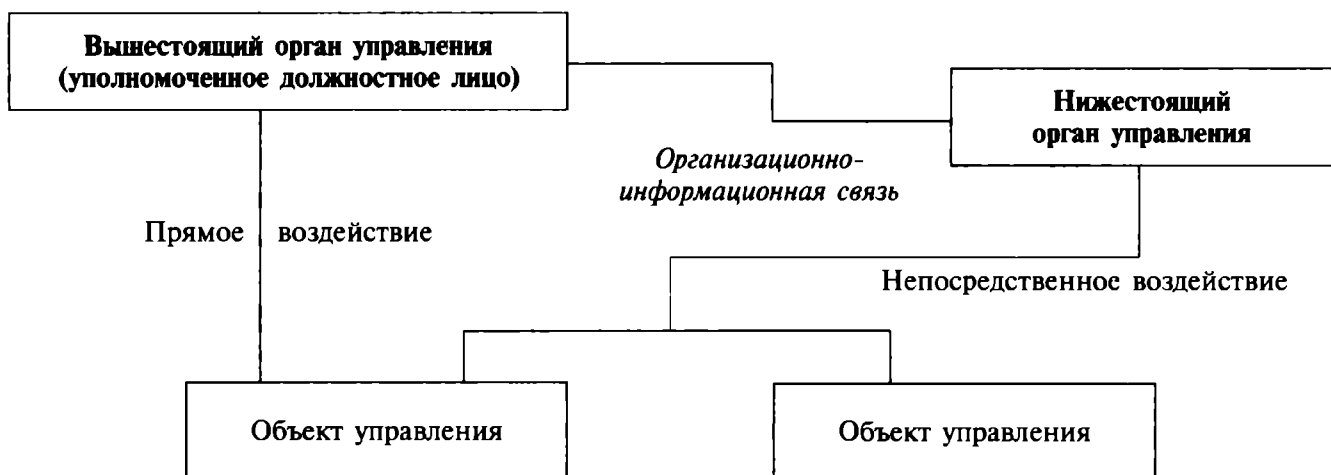 Вышестоящий орган управления
(уполномоченное должностное лицо)
Нижестоящий
орган управления
Организационно-
информационная связь
Прямое воздействие
Непосредственное воздействие
Объект управления
Объект управления